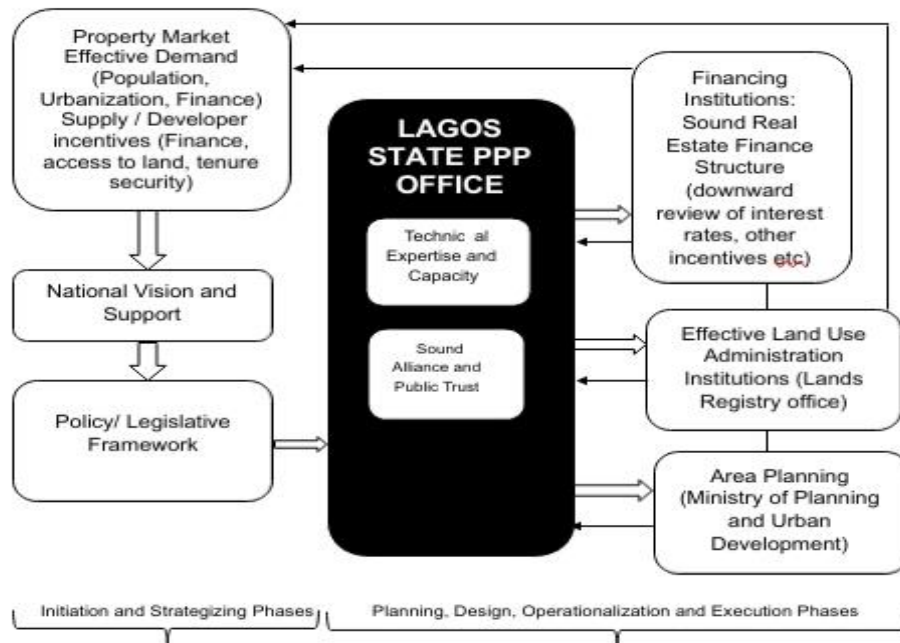 Property Market
Effective Demand
(Population,
Urbanization, Finance)
Supply / Developer
incentives (Finance,
access to land, tenure
security)
National Vision and
Support
Policy/ Legislative
Framework
LAGOS
STATE PPP
OFFICE
Technic al
Expertise and
Capacity
Sound
Alliance and
Public Trust
Financing
Institutions:
Sound Real
Estate Finance
Structure
(downward
review of interest
rates, other
incentives etc)
Effective Land Use
Administration
Institutions (Lands
Registry office)
Area Planning
(Ministry of Planning
and Urban
Development)
Initiation and Strategizing Phases
Planning, Design, Operationalization and Execution Phases